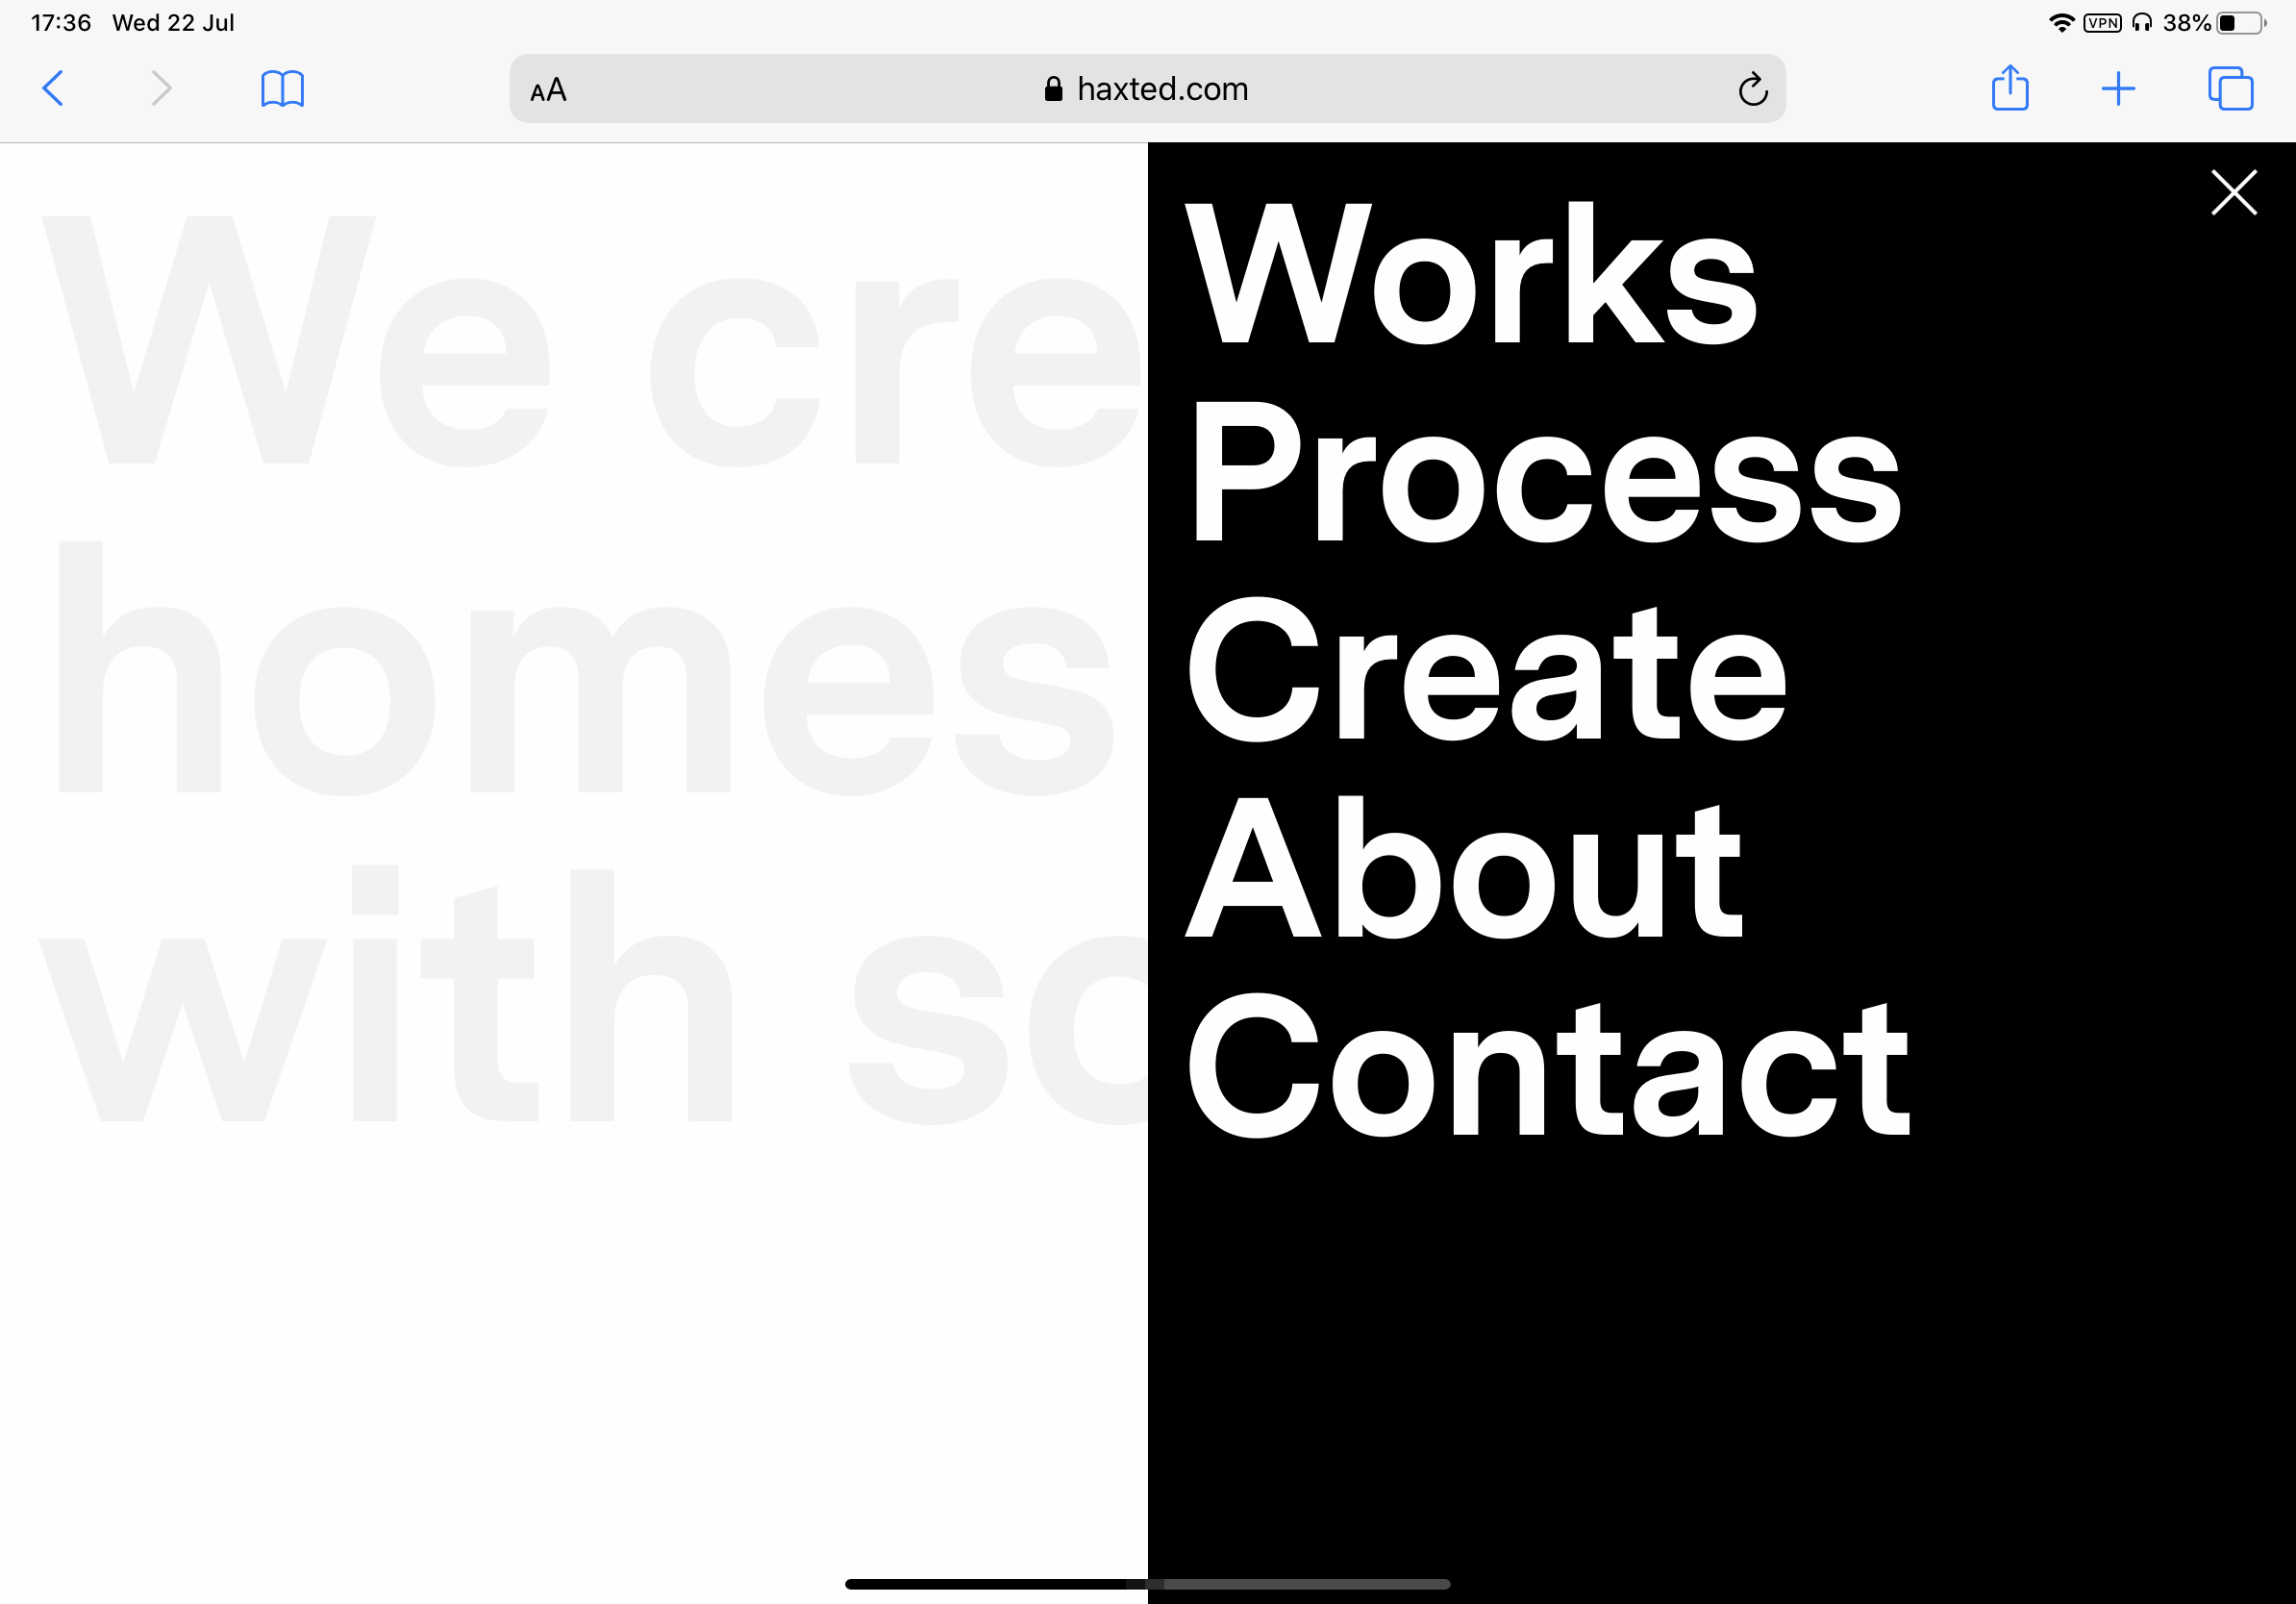 17:36 Wed 22 Jul
VPN 38%
AA haxted.com
We cre
homes
with so
Works
Process
Create
About
Contact